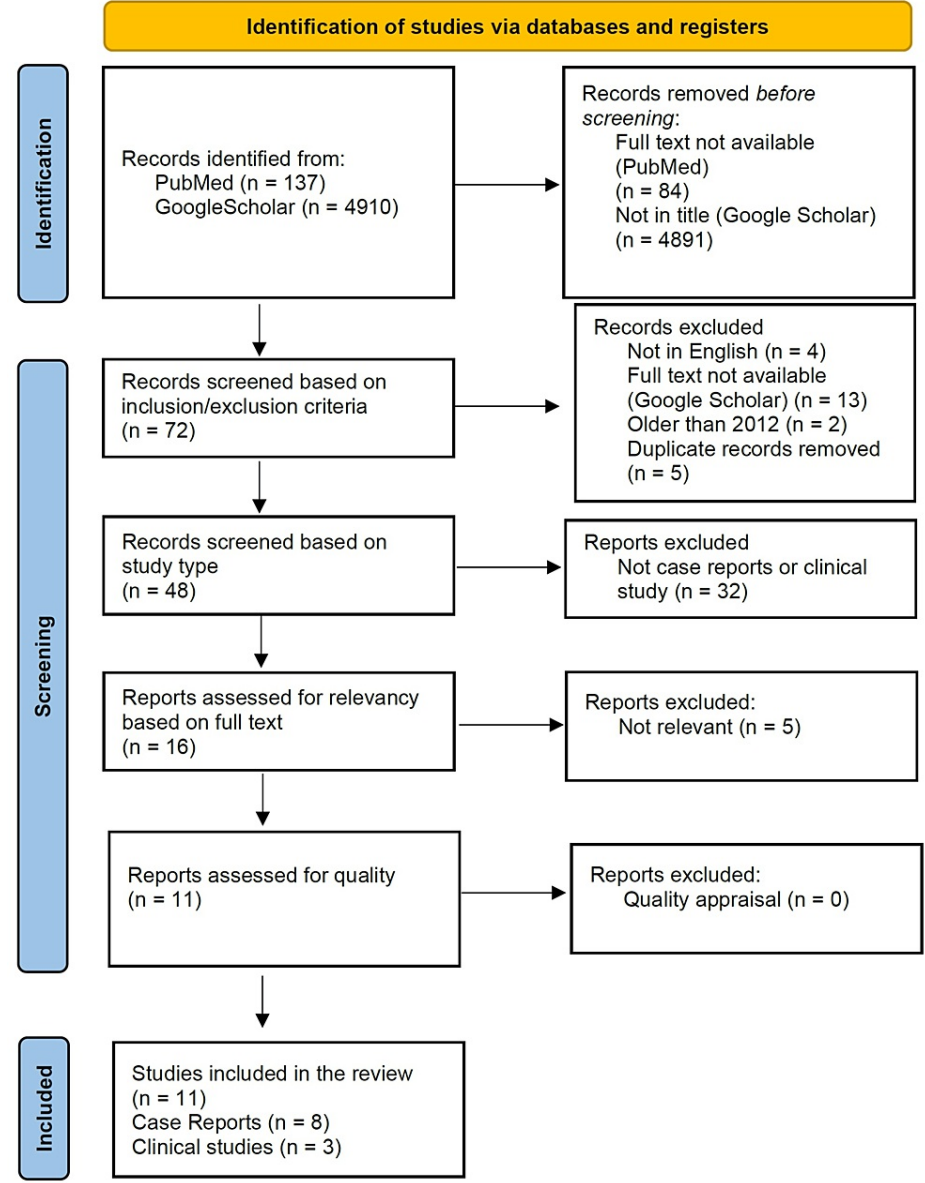 Identification of studies via databases and registers
Identification
Records identified from:
PubMed (n = 137)
GoogleScholar (n = 4910)
Records removed before
screening:
Full text not available
(PubMed)
(n = 84)
Not in title (Google Scholar)
(n = 4891)
Screening
Records screened based on
inclusion/exclusion criteria
(n = 72)
Records excluded
Not in English (n = 4)
Full text not available
(Google Scholar) (n = 13)
Older than 2012 (n = 2)
Duplicate records removed
(n = 5)
Records screened based on
study type
(n = 48)
Reports excluded
Not case reports or clinical
study (n = 32)
Reports assessed for relevancy
based on full text
(n = 16)
Reports excluded:
Not relevant (n = 5)
Reports assessed for quality
(n = 11)
Reports excluded:
Quality appraisal (n = 0)
Included
Studies included in the review
(n = 11)
Case Reports (n = 8)
Clinical studies (n = 3)